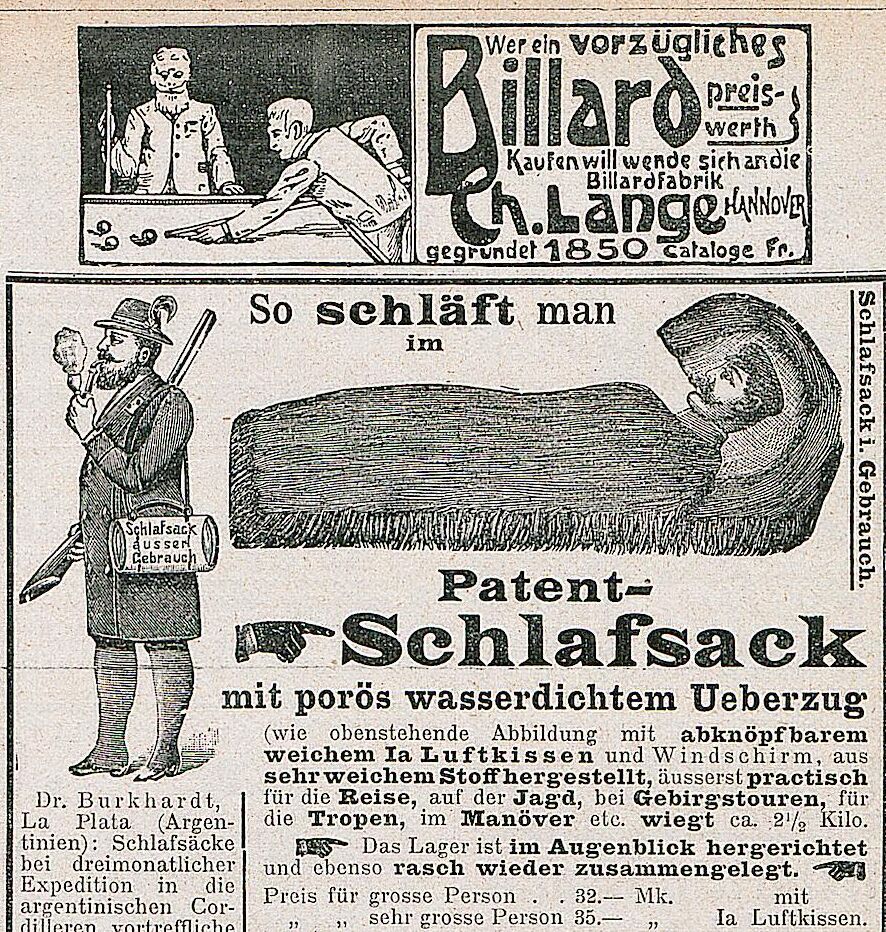 Wer ein vorzügliches
Billard preis-
werth
Kaufen will wende sich an die
Billardfabrik
Ch. Lange HANNOVER
gegründet 1850 Cataloge Fr.
So schläft man
im
Schlafsack i. Gebrauch.
Schlafsack
ausser
Gebrauch
Patent-
Schlafsack
mit porös wasserdichtem Ueberzug
(wie obenstehende Abbildung mit abknöpfbarem
weichem Ia Luftkissen und Windschirm, aus
sehr weichem Stoff hergestellt, äusserst practisch
für die Reise, auf der Jagd, bei Gebirgstouren, für
die Tropen, im Manöver etc. wiegt ca. 2½ Kilo.
Das Lager ist im Augenblick hergerichtet
und ebenso rasch wieder zusammengelegt.
Preis für grosse Person . . 32.— Mk. mit
„ „ sehr grosse Person 35.— „ Ia Luftkissen.
Dr. Burkhardt,
La Plata (Argen-
tinien): Schlafsäcke
bei dreimonatlicher
Expedition in die
argentinischen Cor-
dilleren vortreffliche